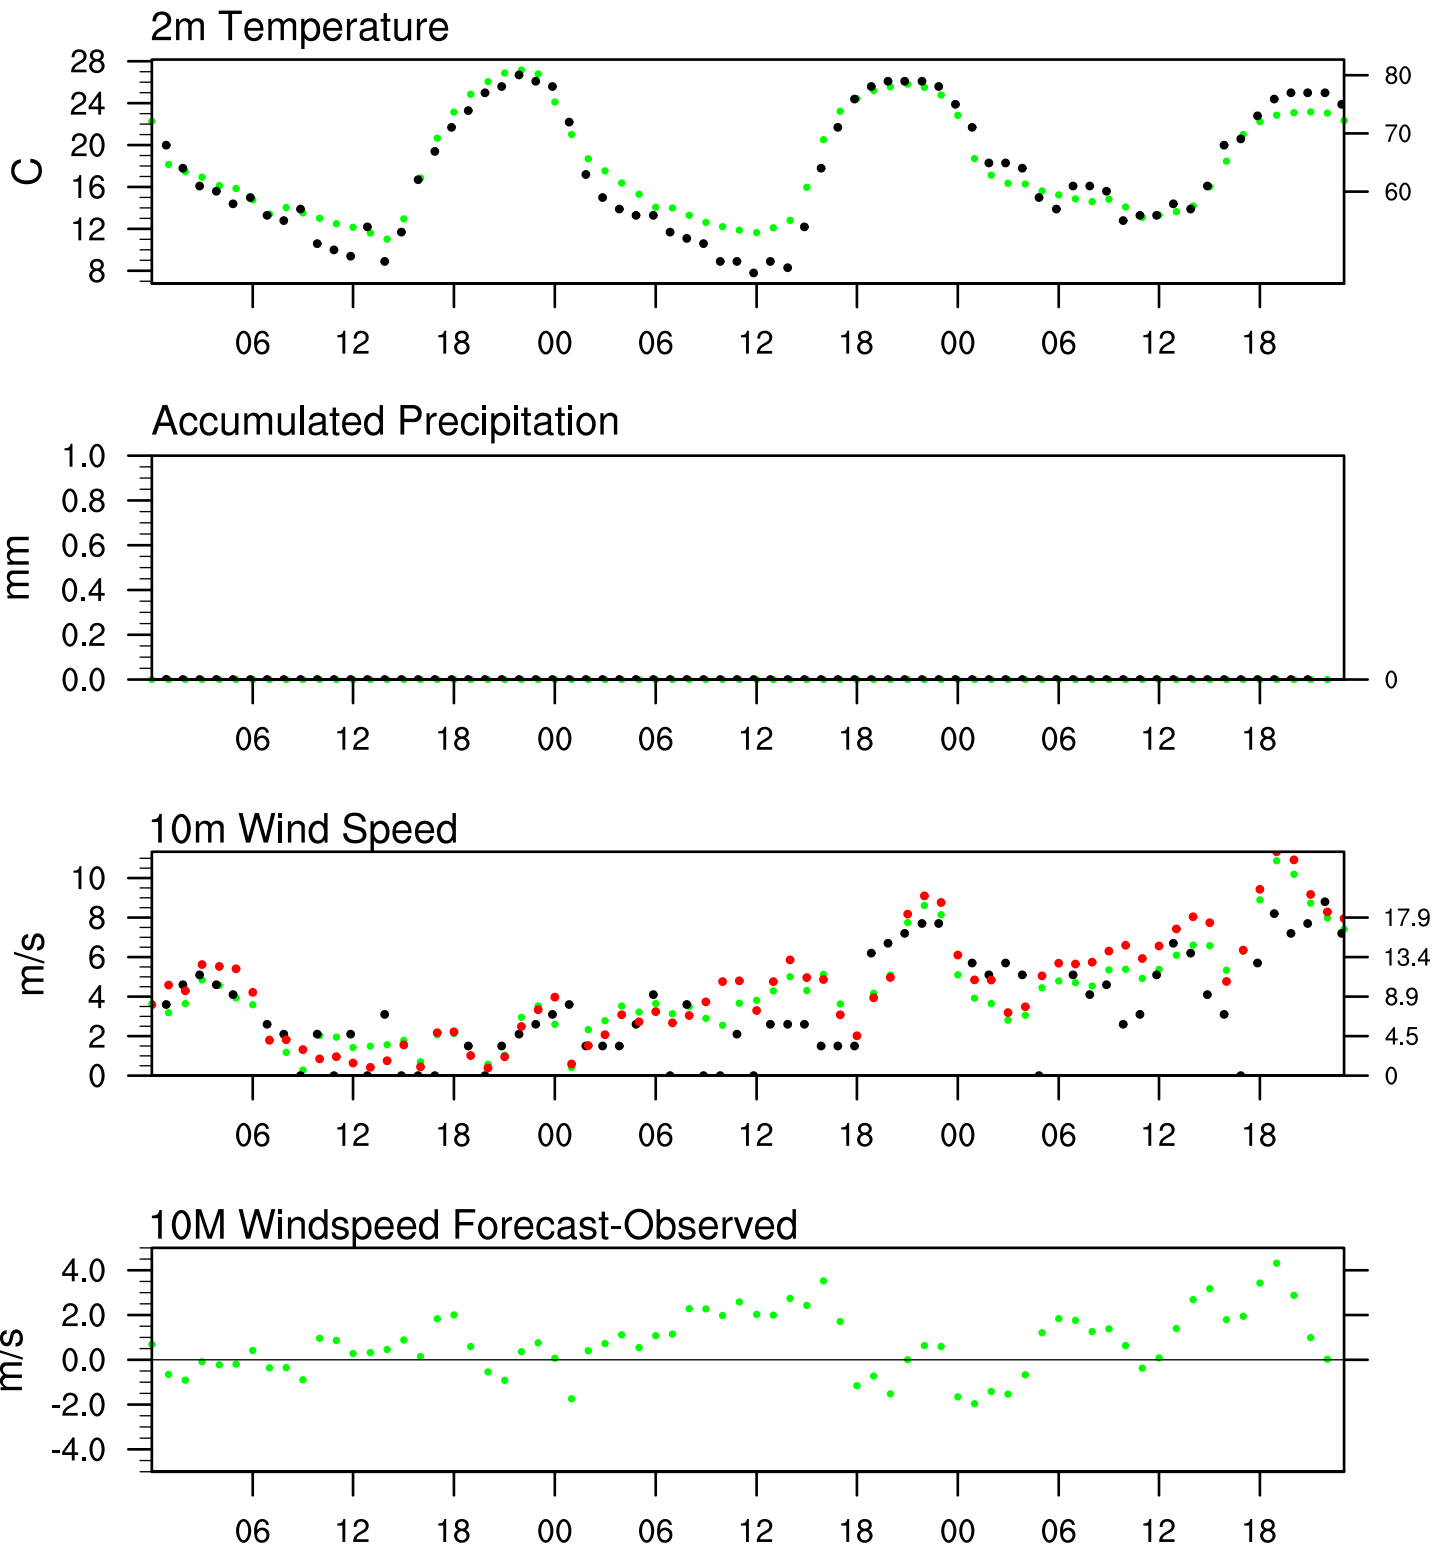 2m Temperature
28
24
20
16
12
8
C
80
70
60
06 12 18 00 06 12 18 00 06 12 18
Accumulated Precipitation
1.0
0.8
0.6
0.4
0.2
0.0
mm
0
06 12 18 00 06 12 18 00 06 12 18
10m Wind Speed
10
8
6
4
2
0
m/s
17.9
13.4
8.9
4.5
0
06 12 18 00 06 12 18 00 06 12 18
10M Windspeed Forecast-Observed
4.0
2.0
0.0
-2.0
-4.0
m/s
06 12 18 00 06 12 18 00 06 12 18